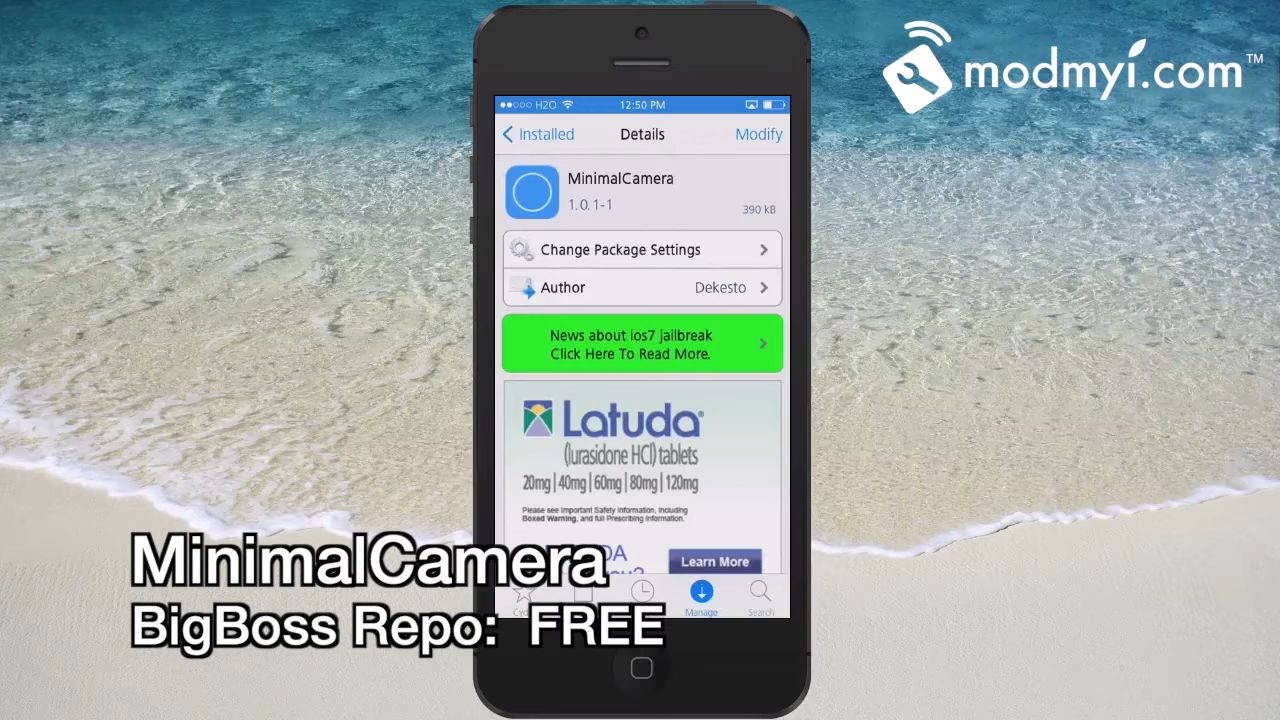 modmyi.com™
●●○○○ H2O 12:50 PM
Installed Details Modify
MinimalCamera
1.0.1-1
390 kB
Change Package Settings
Author Dekesto
News about ios7 jailbreak
Click Here To Read More.
Latuda®
(lurasidone HCl) tablets
20mg | 40mg | 60mg | 80mg | 120mg
Please see Important Safety Information, including
Boxed Warning, and full Prescribing Information.
Learn More
MinimalCamera
BigBoss Repo: FREE
Manage Search